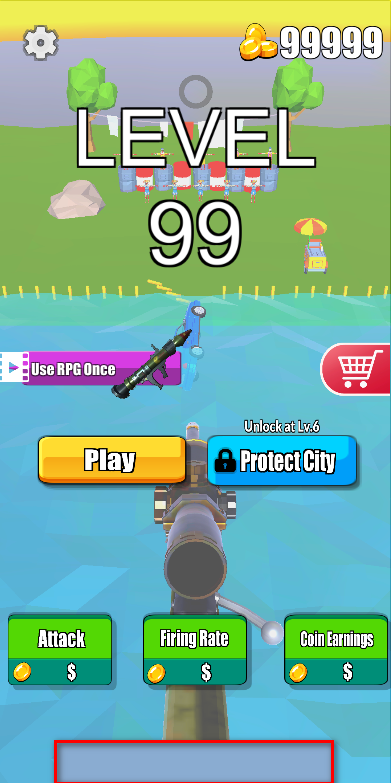 99999
LEVEL
99
Use RPG Once
Unlock at Lv.6
Play
Protect City
Attack
Firing Rate
Coin Earnings
$
$
$